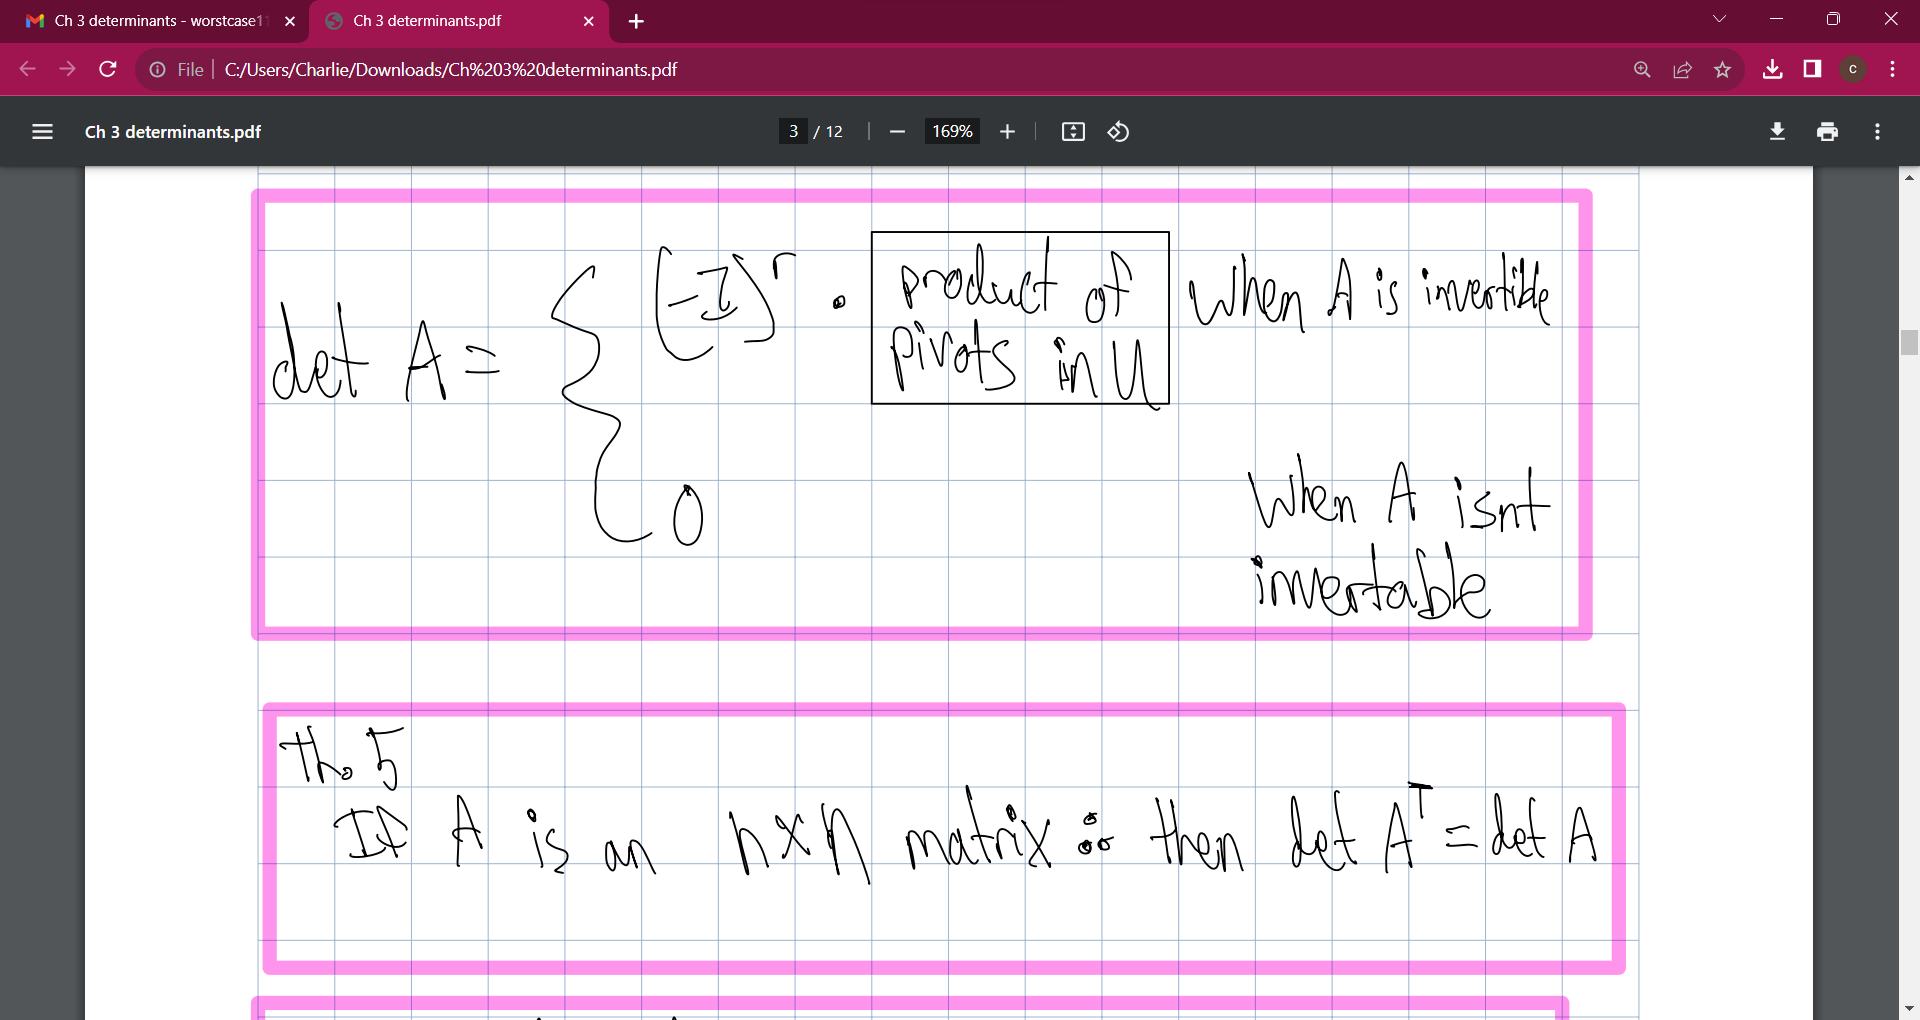 Ch 3 determinants - worstcase1
Ch 3 determinants.pdf
File
C:/Users/Charlie/Downloads/Ch%203%20determinants.pdf
c
Ch 3 determinants.pdf
3 / 12
169%
det A = { (-1)^r · product of pivots in U when A is invertible
0 when A isnt
invertable
th. 5
If A is an n×n matrix ∴ then det A^T = det A